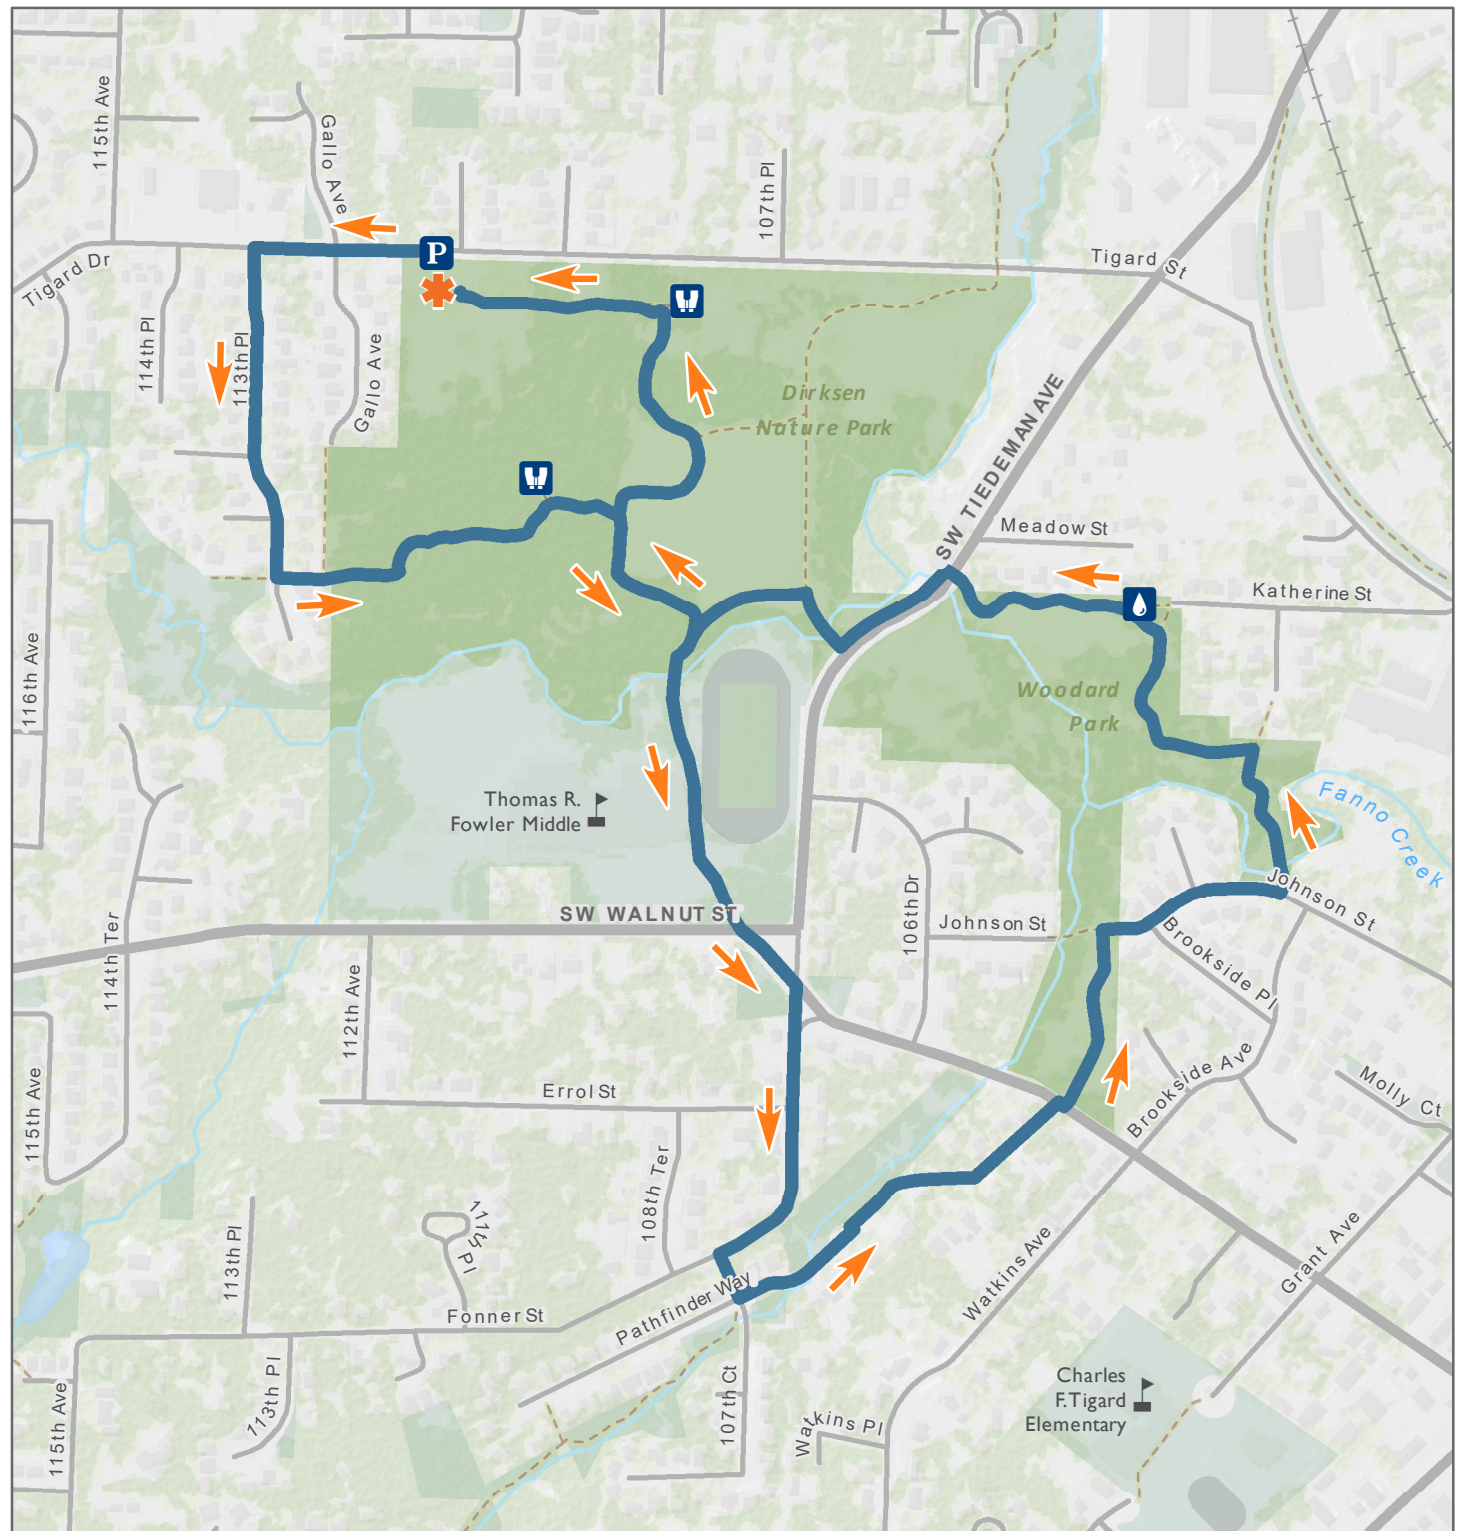 115th Ave
Gallo Ave
107th Pl
P
Tigard St
Tigard Dr
114th Pl
113th Pl
Gallo Ave
Dirksen
Nature Park
SW TIEDEMAN AVE
Meadow St
Katherine St
116th Ave
Woodard
Park
Thomas R.
Fowler Middle
Fanno Creek
Johnson St
SW WALNUT ST
106th Dr
Johnson St
Brookside Pl
114th Ter
112th Ave
Errol St
Brookside Ave
Molly Ct
115th Ave
108th Ter
111th Pl
113th Pl
Watkins Ave
Grant Ave
Fonner St
Pathfinder Way
113th Pl
115th Ave
107th Ct
Watkins Pl
Charles
F. Tigard
Elementary